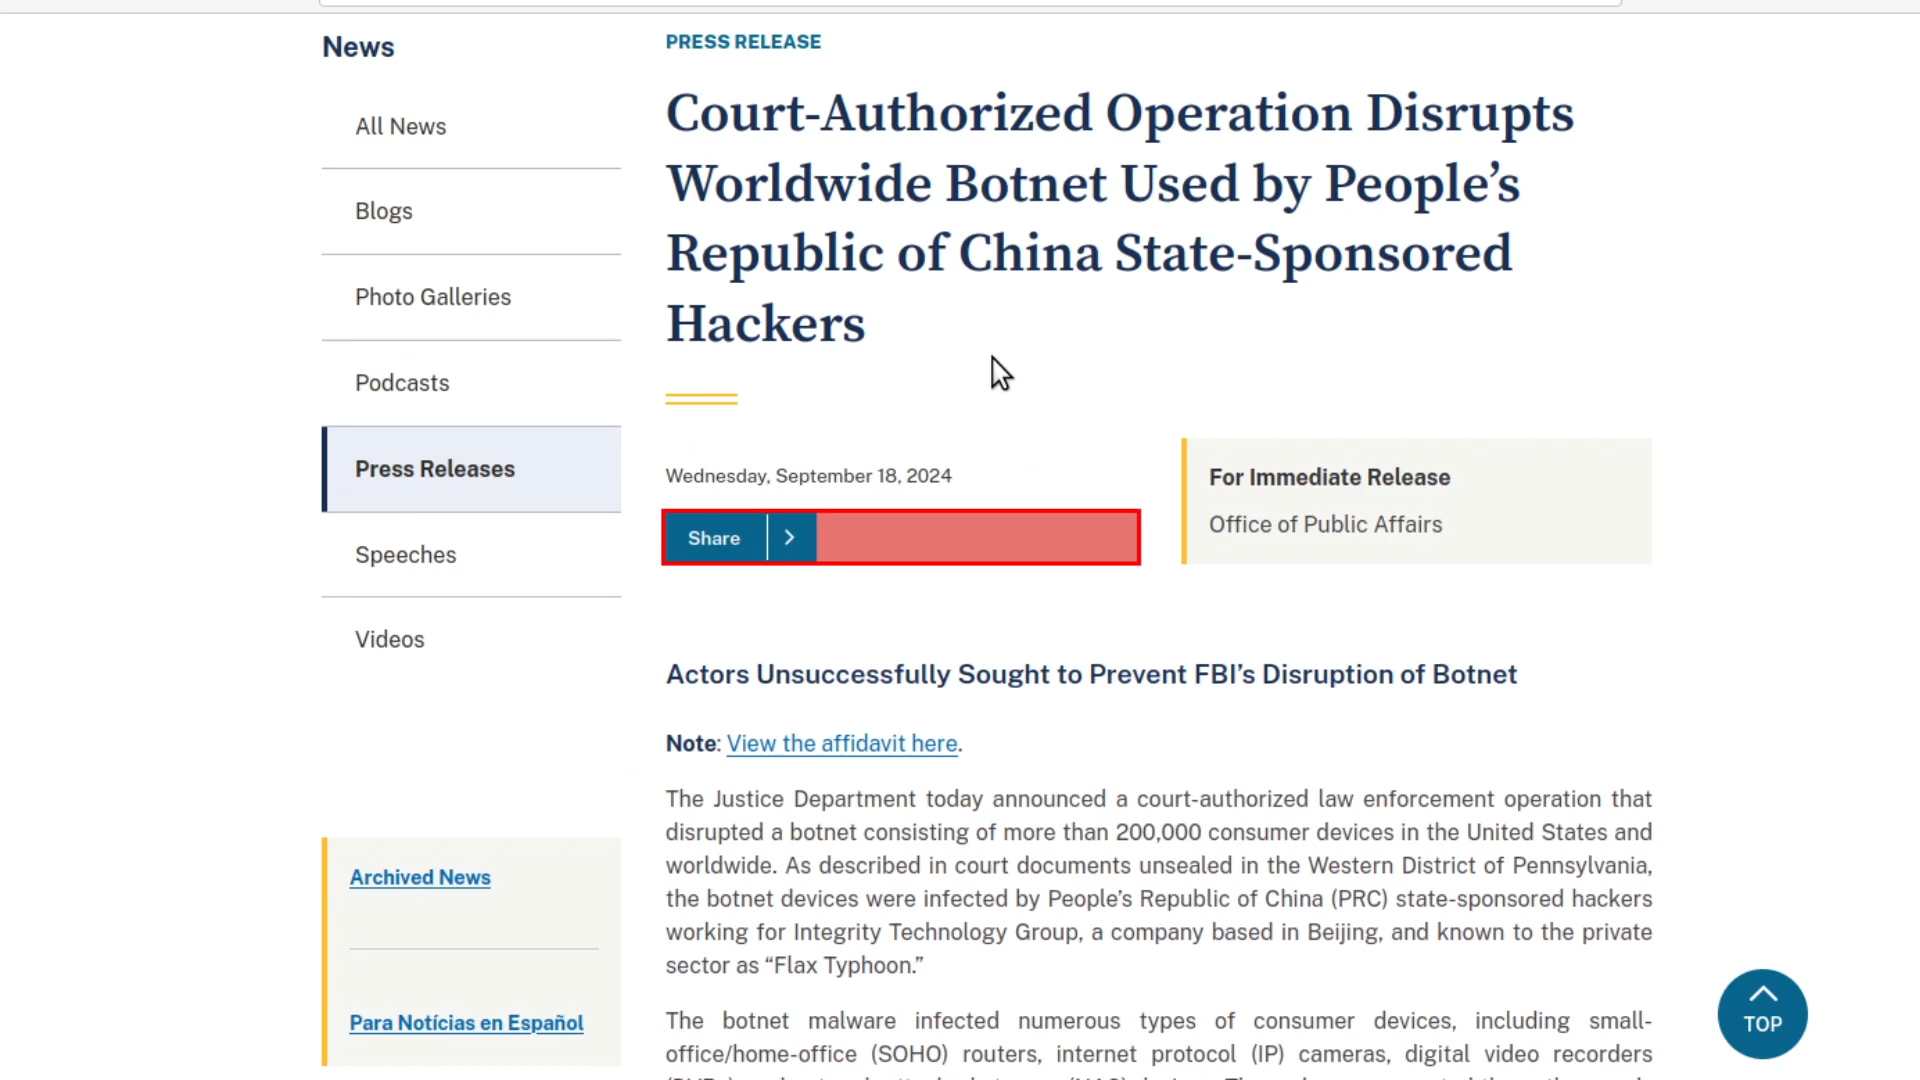 News
All News
Blogs
Photo Galleries
Podcasts
Press Releases
Speeches
Videos
Archived News
Para Notícias en Español
PRESS RELEASE
Court-Authorized Operation Disrupts
Worldwide Botnet Used by People’s
Republic of China State-Sponsored
Hackers
Wednesday, September 18, 2024
Share
For Immediate Release
Office of Public Affairs
Actors Unsuccessfully Sought to Prevent FBI’s Disruption of Botnet
Note: View the affidavit here.
The Justice Department today announced a court-authorized law enforcement operation that
disrupted a botnet consisting of more than 200,000 consumer devices in the United States and
worldwide. As described in court documents unsealed in the Western District of Pennsylvania,
the botnet devices were infected by People’s Republic of China (PRC) state-sponsored hackers
working for Integrity Technology Group, a company based in Beijing, and known to the private
sector as “Flax Typhoon.”
The botnet malware infected numerous types of consumer devices, including small-
office/home-office (SOHO) routers, internet protocol (IP) cameras, digital video recorders
TOP